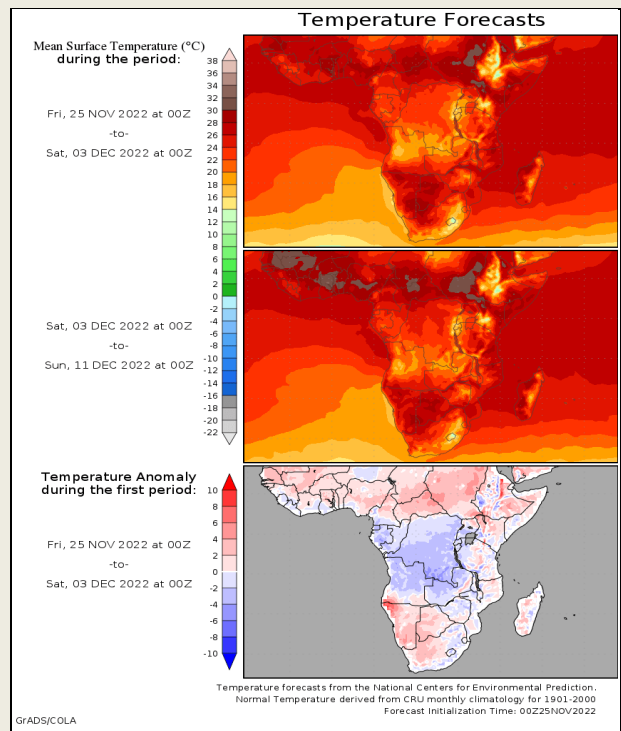 Temperature Forecasts
Mean Surface Temperature (°C)
during the period:
Fri, 25 NOV 2022 at 00Z
-to-
Sat, 03 DEC 2022 at 00Z
38
36
34
32
30
28
26
24
22
20
18
16
14
12
10
8
6
4
2
0
-2
-4
-6
-8
-10
-12
-14
-16
-18
-20
-22
Sat, 03 DEC 2022 at 00Z
-to-
Sun, 11 DEC 2022 at 00Z
Temperature Anomaly
during the first period:
Fri, 25 NOV 2022 at 00Z
-to-
Sat, 03 DEC 2022 at 00Z
10
8
6
4
2
0
-2
-4
-6
-8
-10
Temperature forecasts from the National Centers for Environmental Prediction.
Normal Temperature derived from CRU monthly climatology for 1901-2000
Forecast Initialization Time: 00Z25NOV2022
GrADS/COLA